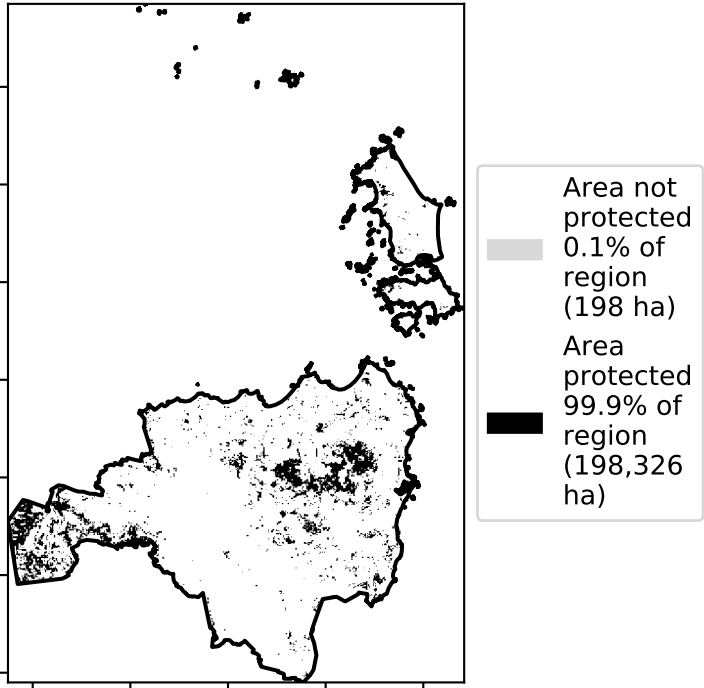 Area not
protected
0.1% of
region
(198 ha)
Area
protected
99.9% of
region
(198,326
ha)